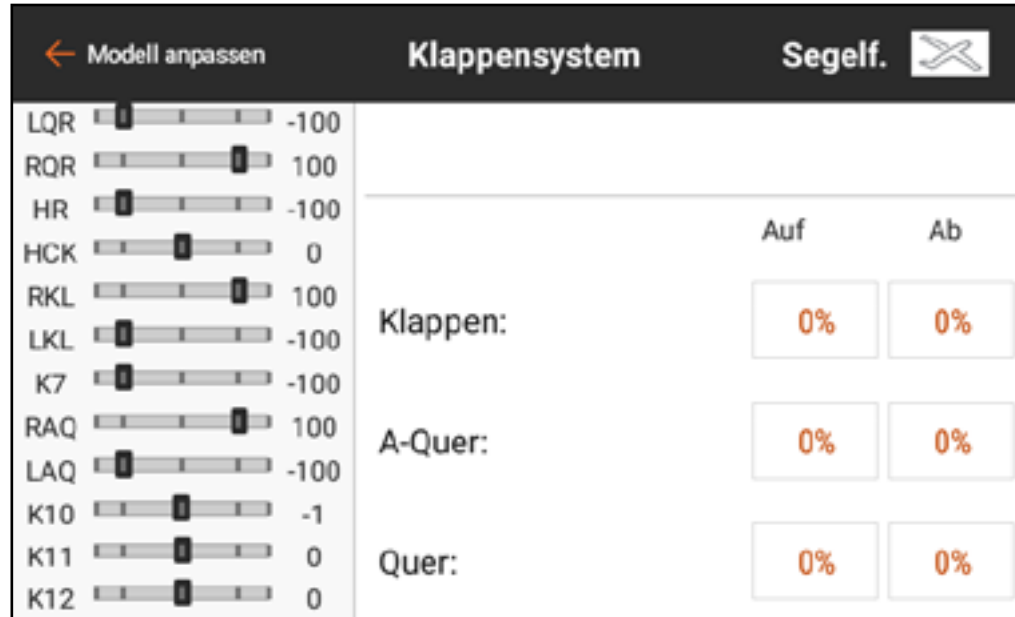 ← Modell anpassen Klappensystem Segelf.
LQR -100
RQR 100
HR -100
HCK 0
RKL 100
LKL -100
K7 -100
RAQ 100
LAQ -100
K10 -1
K11 0
K12 0
Auf Ab
Klappen: 0% 0%
A-Quer: 0% 0%
Quer: 0% 0%